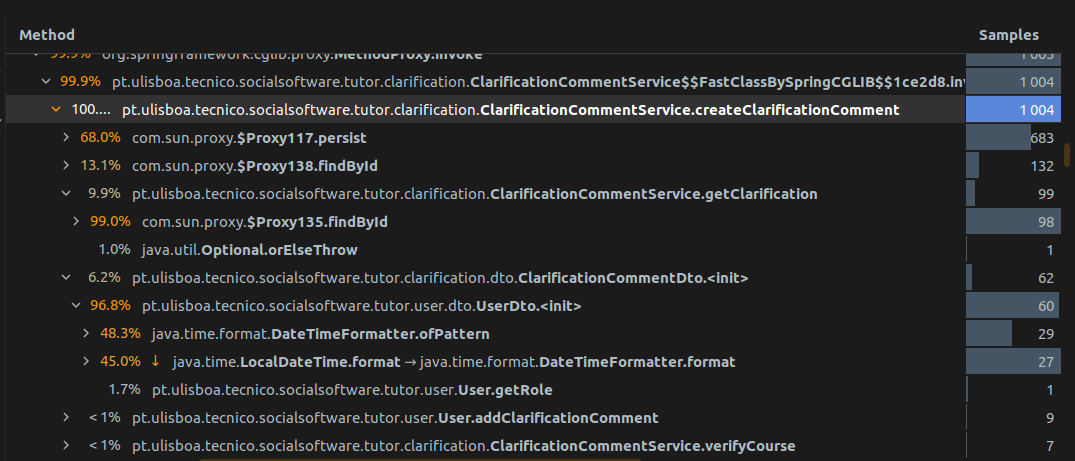 Method Samples
99.9% org.springframework.cglib.proxy.MethodProxy.invoke 1 005
99.9% pt.ulisboa.tecnico.socialsoftware.tutor.clarification.ClarificationCommentService$$FastClassBySpringCGLIB$$1ce2d8.inv 1 004
100.... pt.ulisboa.tecnico.socialsoftware.tutor.clarification.ClarificationCommentService.createClarificationComment 1 004
68.0% com.sun.proxy.$Proxy117.persist 683
13.1% com.sun.proxy.$Proxy138.findById 132
9.9% pt.ulisboa.tecnico.socialsoftware.tutor.clarification.ClarificationCommentService.getClarification 99
99.0% com.sun.proxy.$Proxy135.findById 98
1.0% java.util.Optional.orElseThrow 1
6.2% pt.ulisboa.tecnico.socialsoftware.tutor.clarification.dto.ClarificationCommentDto.<init> 62
96.8% pt.ulisboa.tecnico.socialsoftware.tutor.user.dto.UserDto.<init> 60
48.3% java.time.format.DateTimeFormatter.ofPattern 29
45.0% ↓ java.time.LocalDateTime.format → java.time.format.DateTimeFormatter.format 27
1.7% pt.ulisboa.tecnico.socialsoftware.tutor.user.User.getRole 1
< 1% pt.ulisboa.tecnico.socialsoftware.tutor.user.User.addClarificationComment 9
< 1% pt.ulisboa.tecnico.socialsoftware.tutor.clarification.ClarificationCommentService.verifyCourse 7